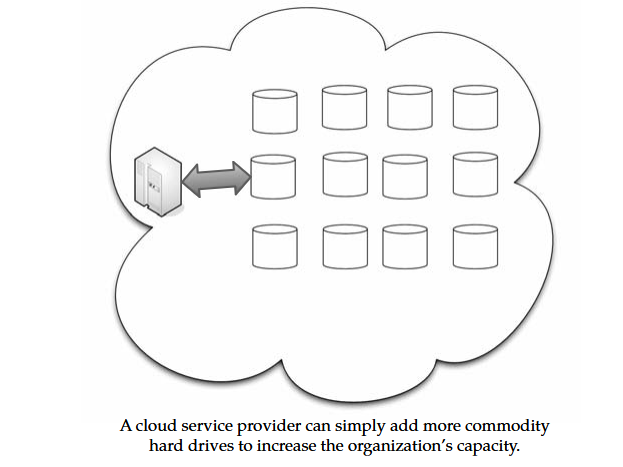 A cloud service provider can simply add more commodity
hard drives to increase the organization's capacity.